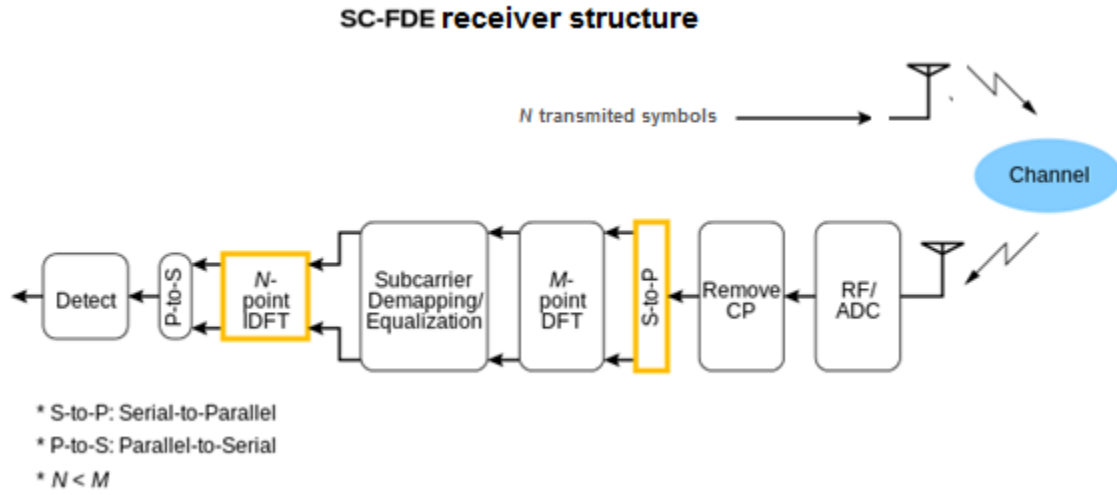 SC-FDE receiver structure
N transmited symbols
Channel
Detect
P-to-S
N-
point
IDFT
Subcarrier
Demapping/
Equalization
M-
point
DFT
S-to-P
Remove
CP
RF/
ADC
* S-to-P: Serial-to-Parallel
* P-to-S: Parallel-to-Serial
* N < M